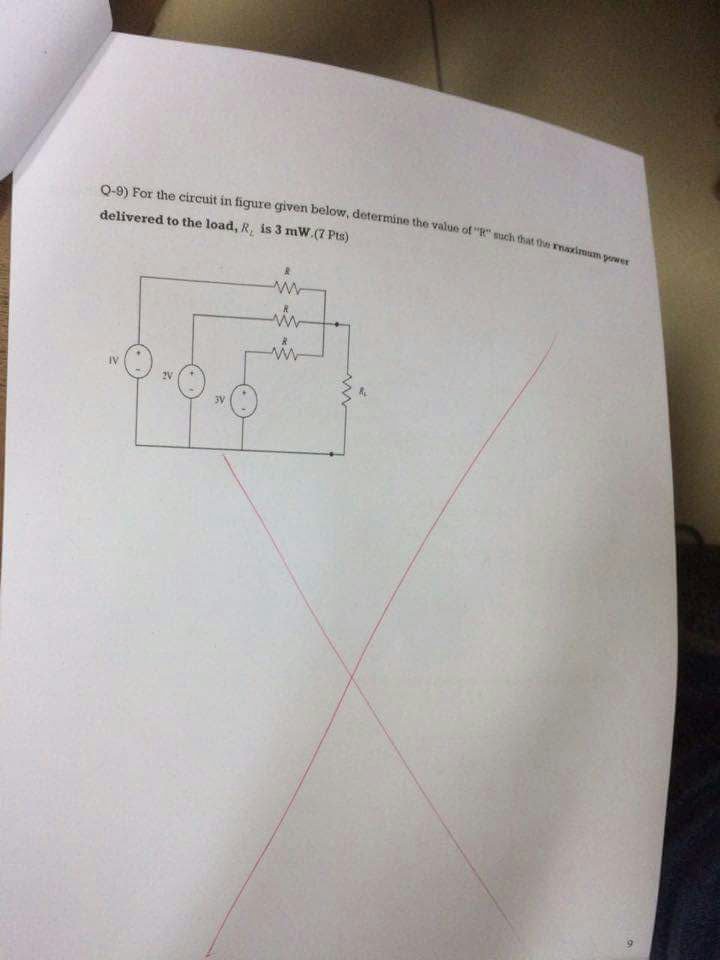 Q-9) For the circuit in figure given below, determine the value of "R" such that the maximum power
delivered to the load, R_L is 3 mW.(7 Pts)
R
R
R
1V
2V
3V
R_L
9